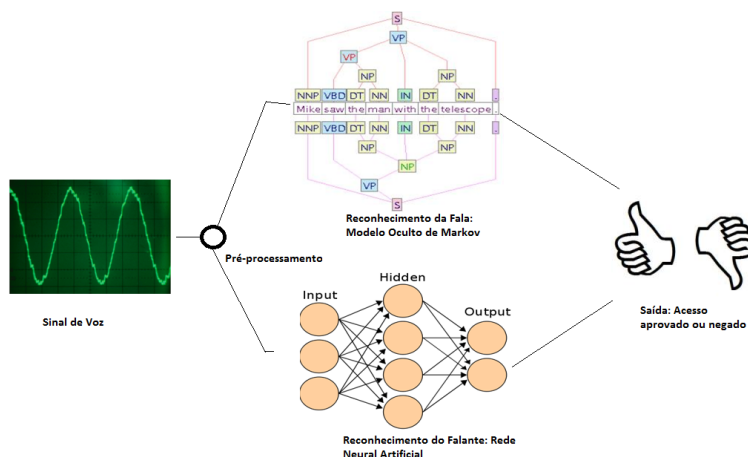 S
VP
VP
NP
NP
NNP VBD DT NN IN DT NN .
Mike saw the man with the telescope .
NNP VBD DT NN IN DT NN .
NP
NP
NP
VP
S
Reconhecimento da Fala:
Modelo Oculto de Markov
Pré-processamento
Sinal de Voz
Input
Hidden
Output
Reconhecimento do Falante: Rede
Neural Artificial
Saída: Acesso
aprovado ou negado